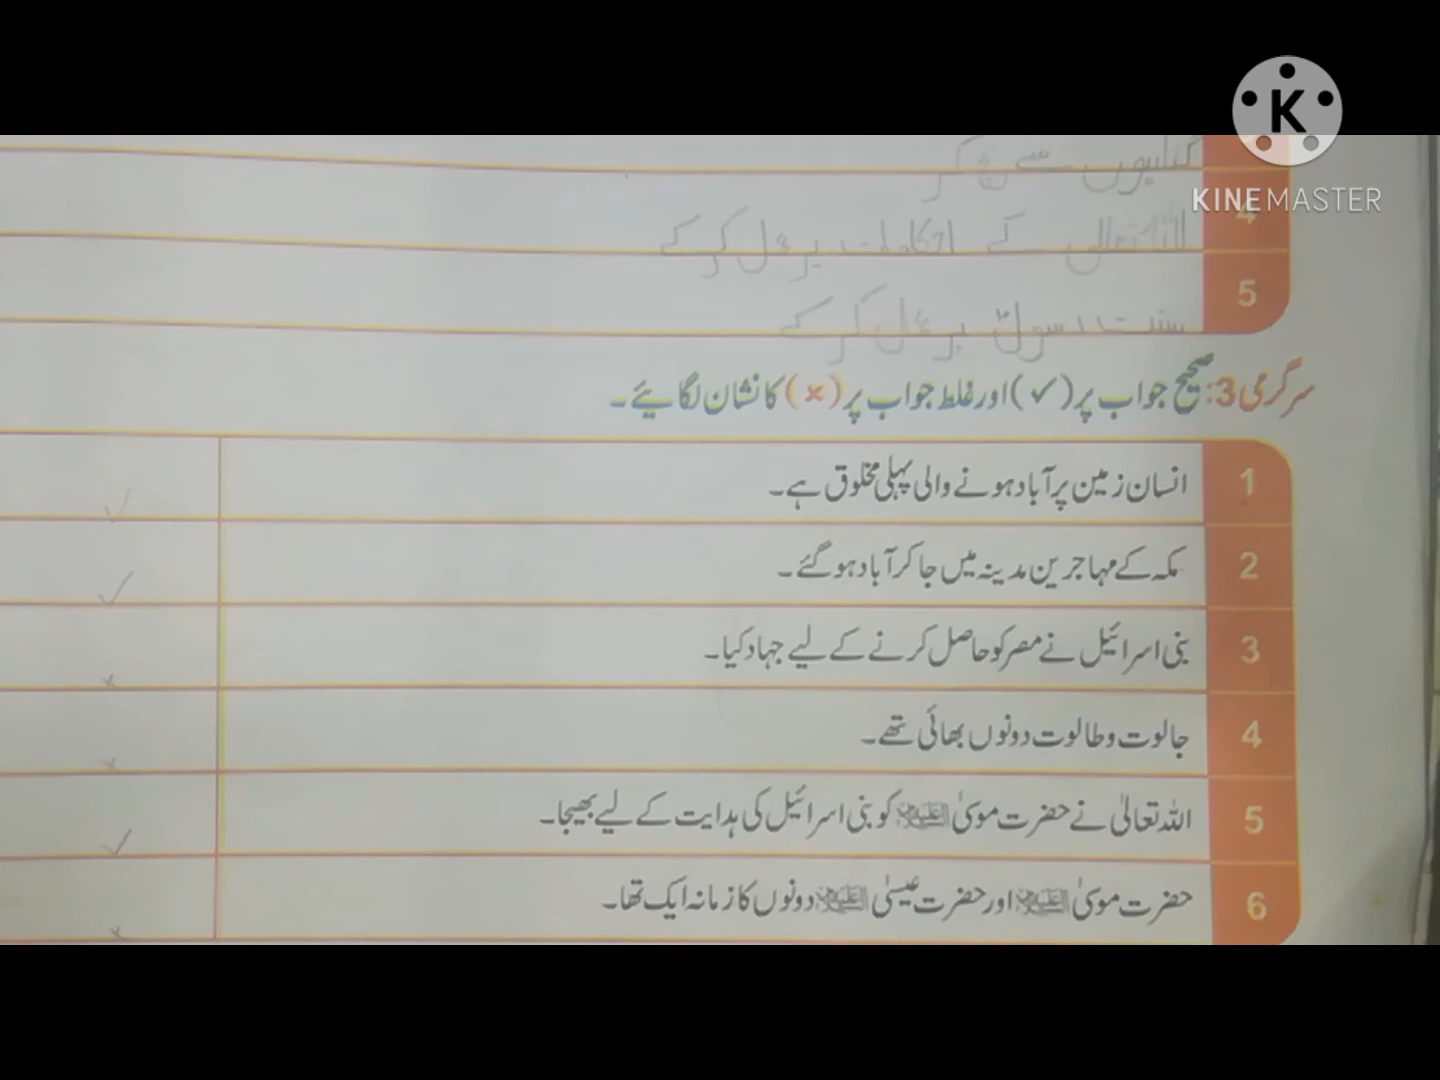 KINEMASTER
گناہوں سے بچ کر
4
اللہ تعالی کے احکامات پر عمل کر کے
5
سنت رسولؐ پر عمل کر کے
سرگرمی 3: صحیح جواب پر (✓) اور غلط جواب پر (×) کا نشان لگائیے۔
1 انسان زمین پر آباد ہونے والی پہلی مخلوق ہے۔ ✓
2 مکہ کے مہاجرین مدینہ میں جا کر آباد ہو گئے۔ ✓
3 بنی اسرائیل نے مصر کو حاصل کرنے کے لیے جہاد کیا۔ ×
4 جالوت و طالوت دونوں بھائی تھے۔ ×
5 اللہ تعالیٰ نے حضرت موسیٰ علیہ السلام کو بنی اسرائیل کی ہدایت کے لیے بھیجا۔ ✓
6 حضرت موسیٰ علیہ السلام اور حضرت عیسیٰ علیہ السلام دونوں کا زمانہ ایک تھا۔ ×